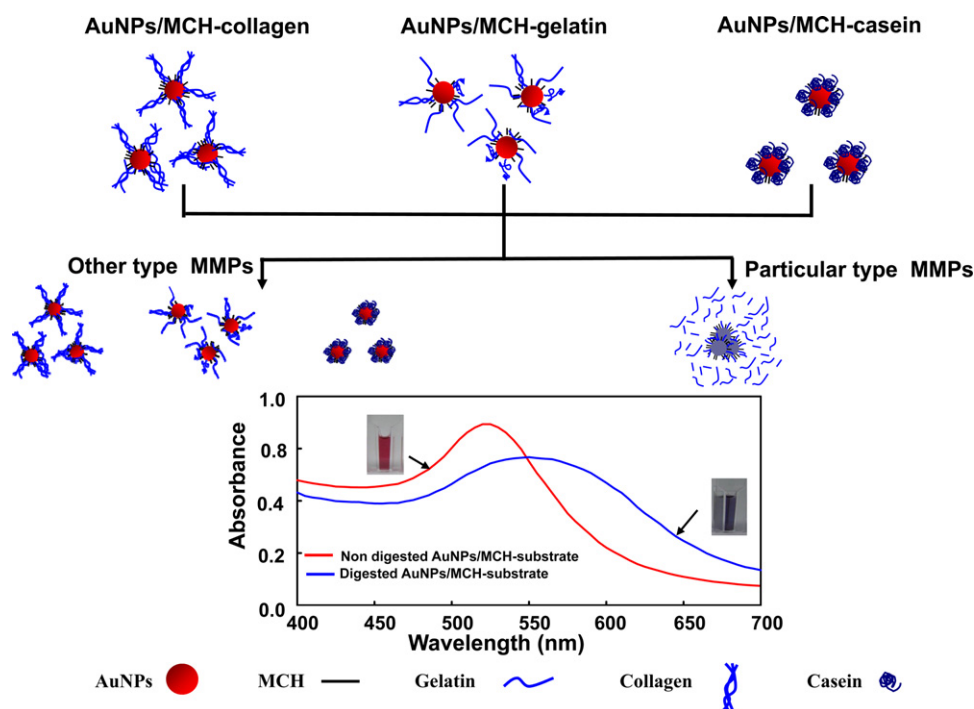 AuNPs/MCH-collagen AuNPs/MCH-gelatin AuNPs/MCH-casein
Other type MMPs Particular type MMPs
1.0
0.8
0.4
0.2
0.0
Absorbance
Non digested AuNPs/MCH-substrate
Digested AuNPs/MCH-substrate
400 450 500 550 600 650 700
Wavelength (nm)
AuNPs MCH Gelatin Collagen Casein